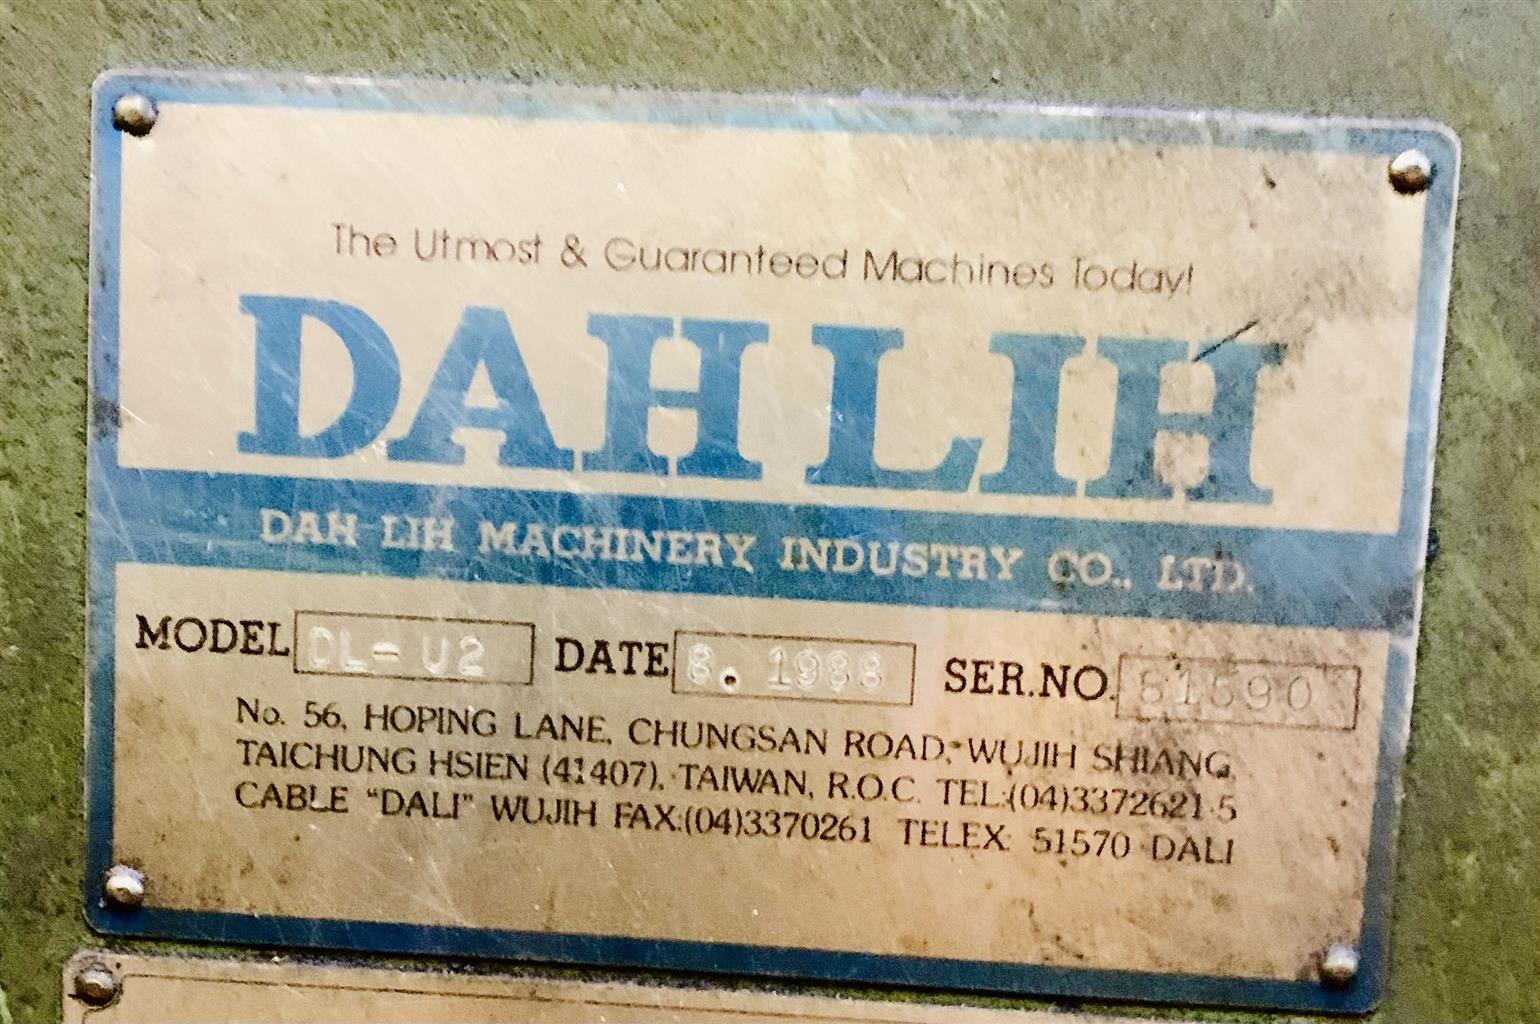 The Utmost & Guaranteed Machines Today!
DAH LIH
DAH LIH MACHINERY INDUSTRY CO., LTD.
MODEL DL-U2 DATE 8. 1988 SER.NO.
No. 56, HOPING LANE, CHUNGSAN ROAD, WUJIH SHIANG,
TAICHUNG HSIEN (41407), TAIWAN, R.O.C. TEL:(04)3372621-5
CABLE "DALI" WUJIH FAX:(04)3370261 TELEX: 51570 DALI